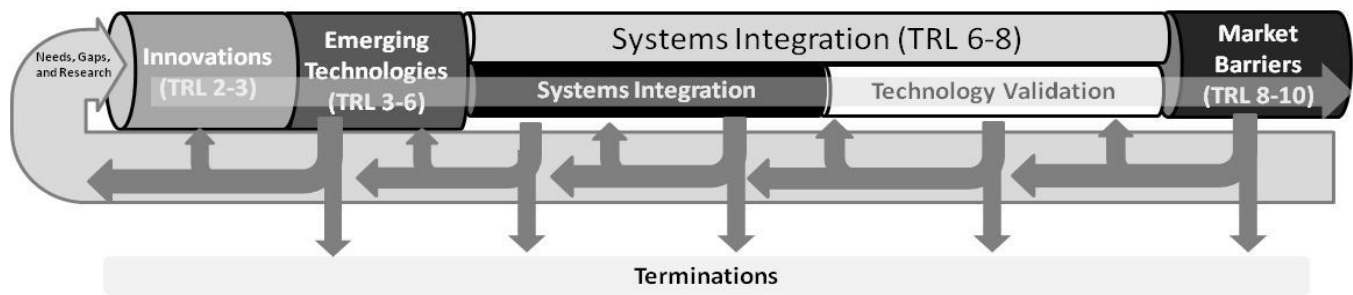 Needs, Gaps,
and Research
Innovations
(TRL 2-3)
Emerging
Technologies
(TRL 3-6)
Systems Integration (TRL 6-8)
Systems Integration
Technology Validation
Market
Barriers
(TRL 8-10)
Terminations